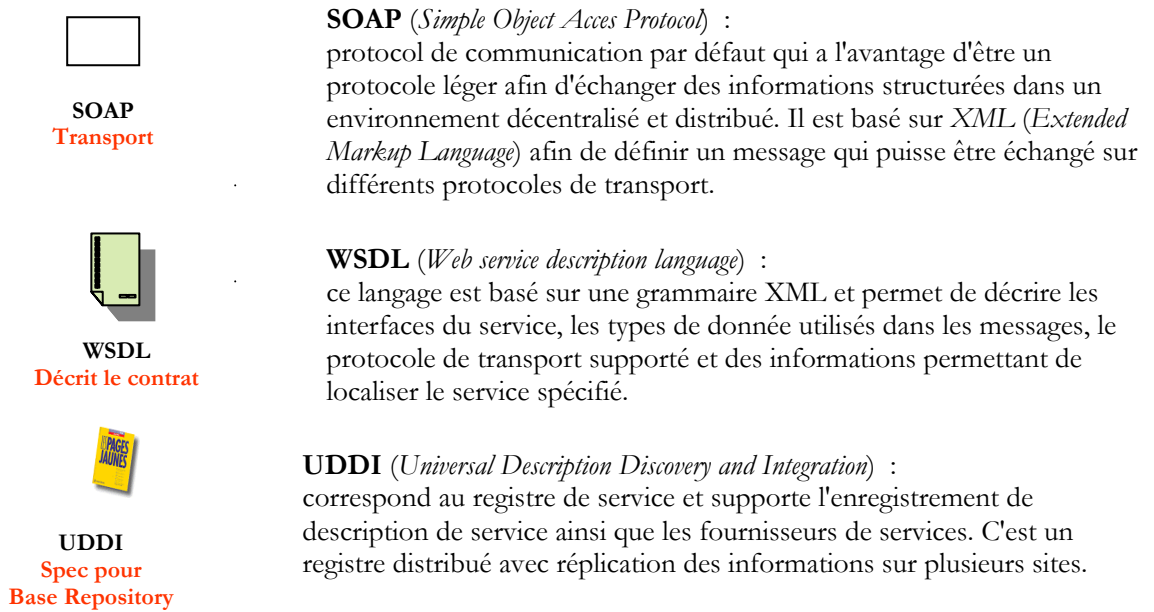 SOAP
Transport
SOAP (Simple Object Acces Protocol) :
protocol de communication par défaut qui a l'avantage d'être un
protocole léger afin d'échanger des informations structurées dans un
environnement décentralisé et distribué. Il est basé sur XML (Extended
Markup Language) afin de définir un message qui puisse être échangé sur
différents protocoles de transport.
WSDL
Décrit le contrat
WSDL (Web service description language) :
ce langage est basé sur une grammaire XML et permet de décrire les
interfaces du service, les types de donnée utilisés dans les messages, le
protocole de transport supporté et des informations permettant de
localiser le service spécifié.
PAGES
JAUNES
UDDI
Spec pour
Base Repository
UDDI (Universal Description Discovery and Integration) :
correspond au registre de service et supporte l'enregistrement de
description de service ainsi que les fournisseurs de services. C'est un
registre distribué avec réplication des informations sur plusieurs sites.